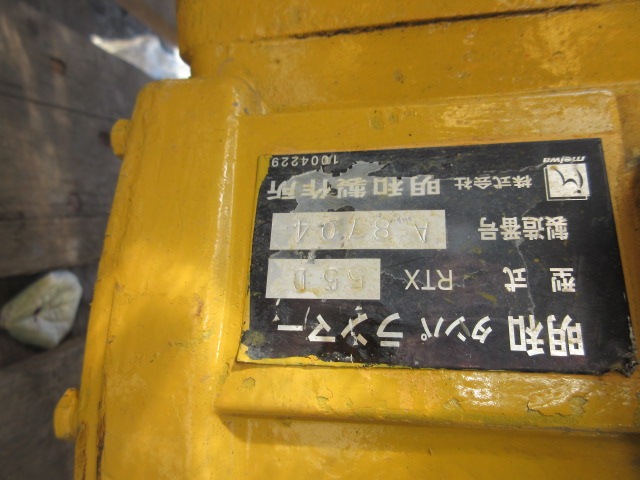 明和 タンパランマー
型式 RTX 55D
製造番号 A 8704
meiwa 株式会社 明和製作所
1004229